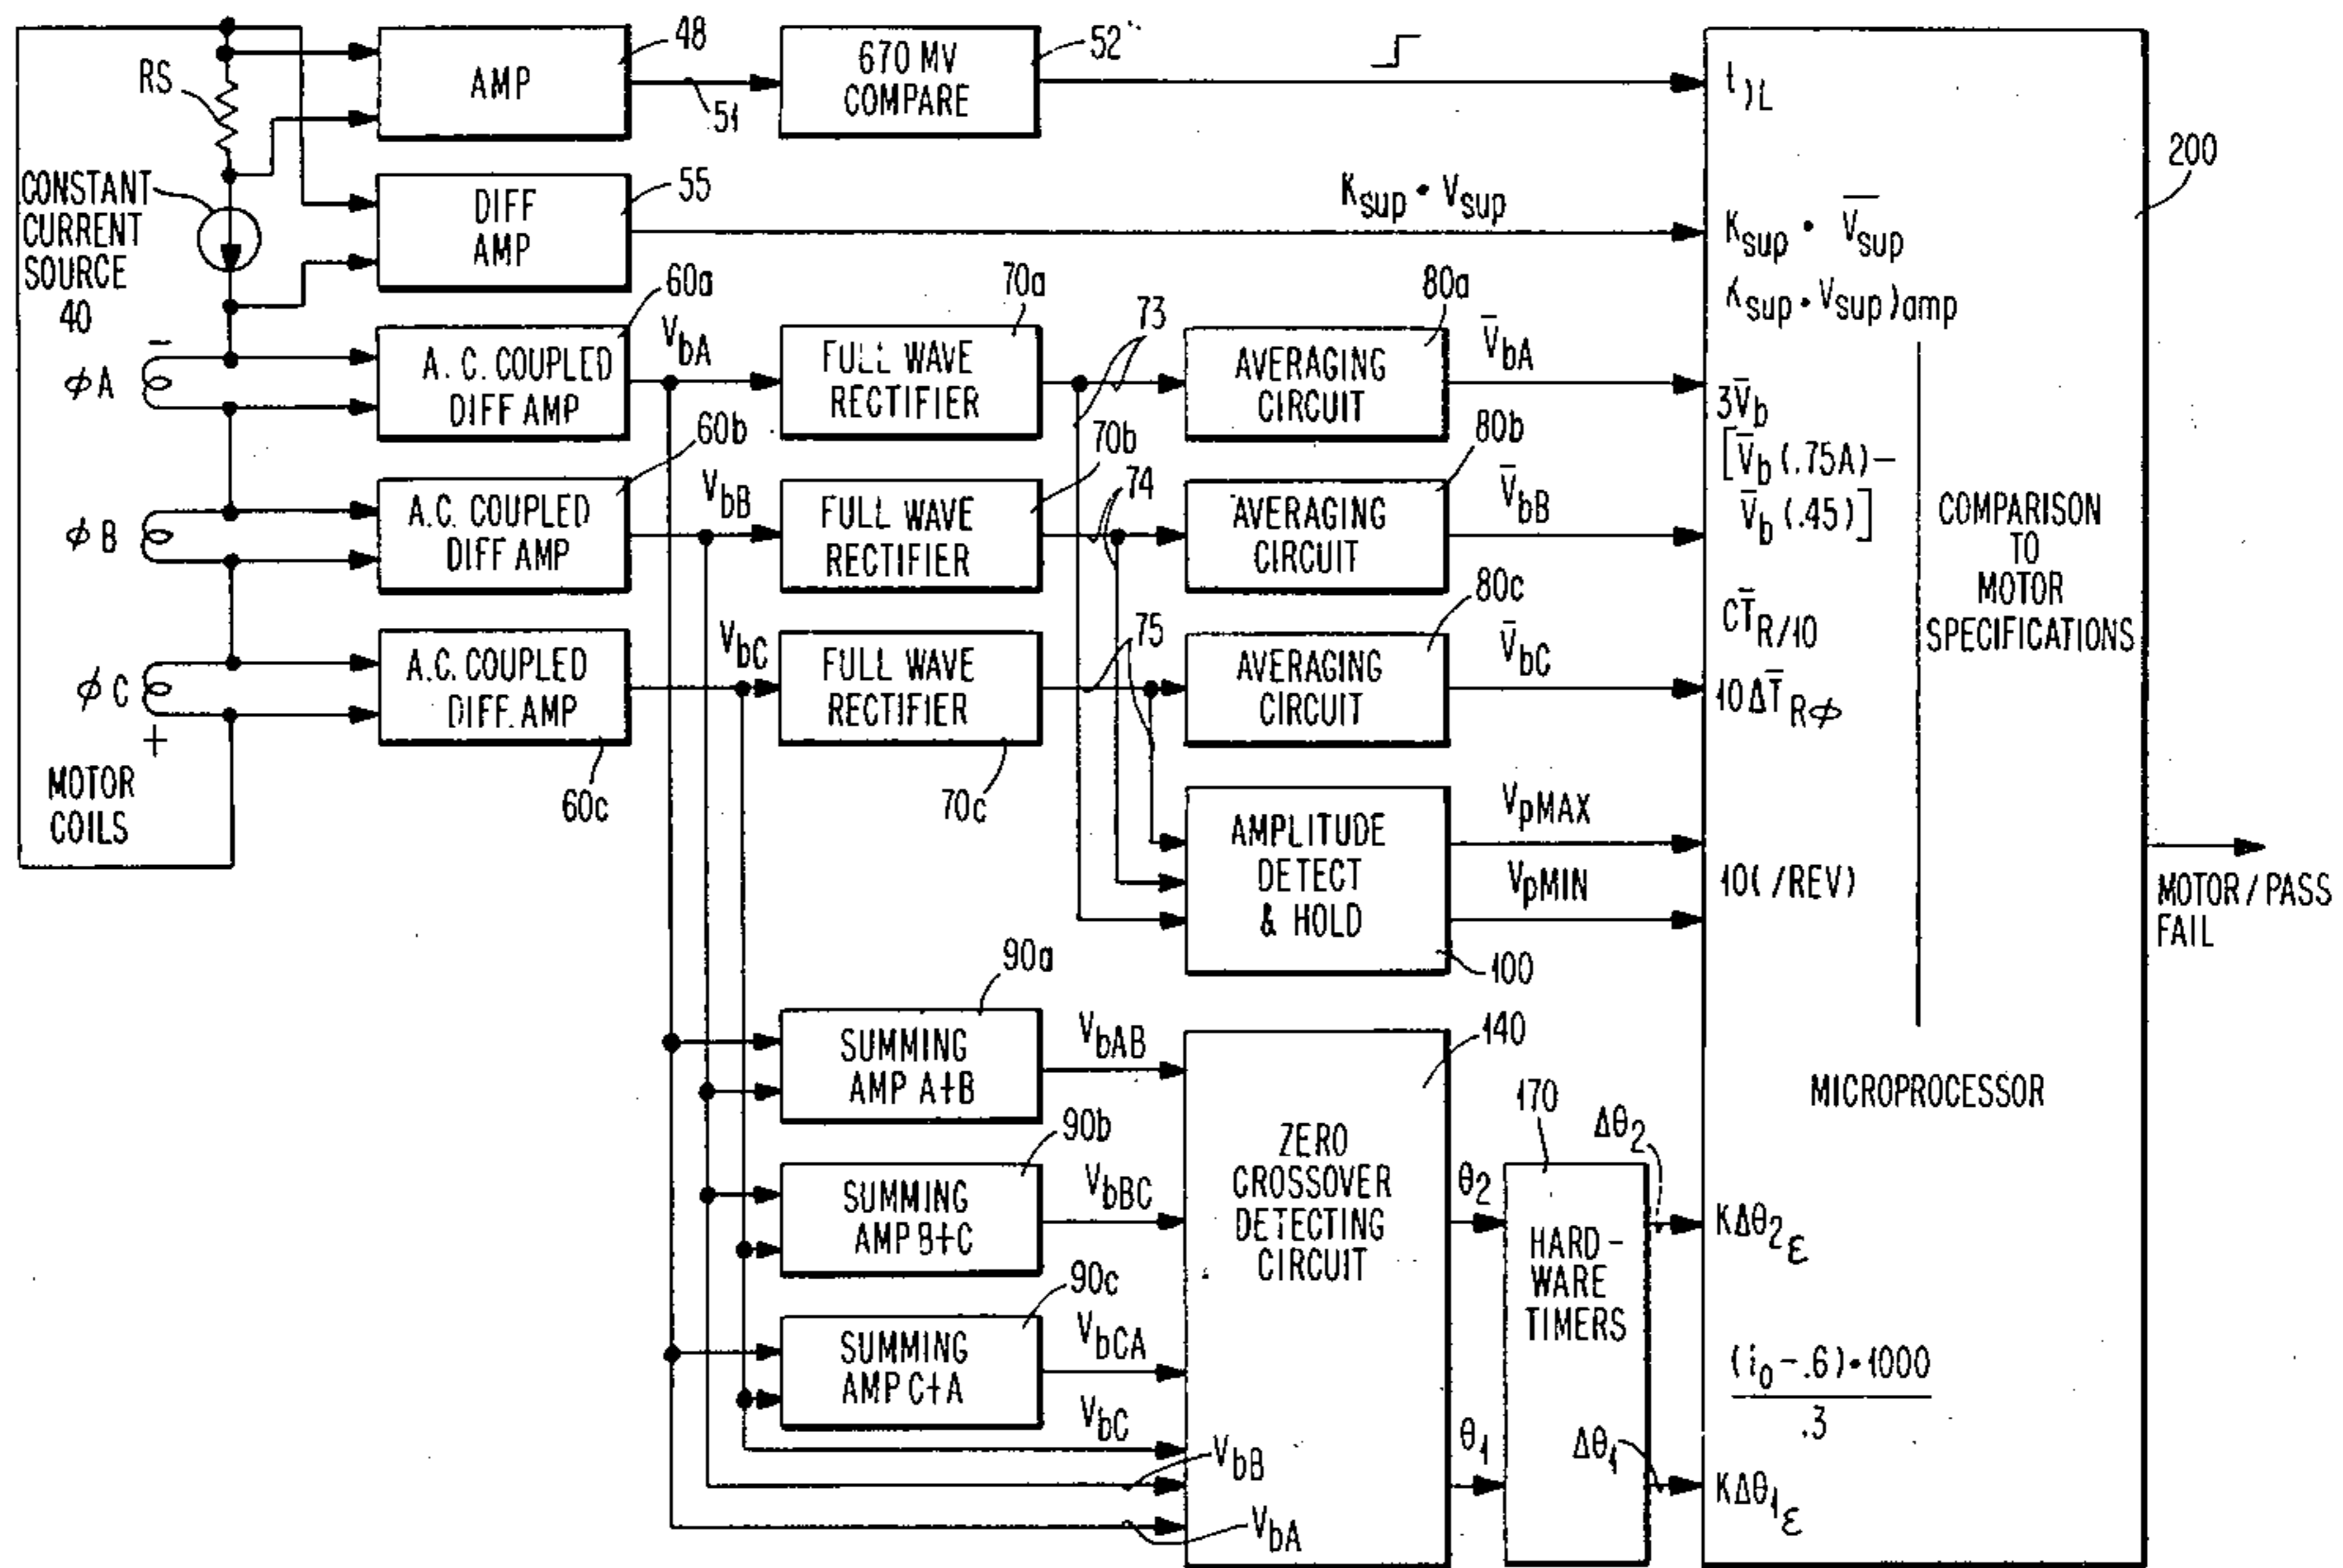 RS
AMP
48
51
670 MV
COMPARE
52
t)L
CONSTANT
CURRENT
SOURCE
40
DIFF
AMP
55
Ksup • Vsup
200
Ksup • V̅sup
Ksup • Vsup)amp
−
ϕA
A. C. COUPLED
DIFF AMP
60a
VbA
FULL WAVE
RECTIFIER
70a
73
AVERAGING
CIRCUIT
80a
V̅bA
3V̅b
[V̅b (.75A) −
V̅b (.45)]
ϕB
A.C. COUPLED
DIFF AMP
60b
VbB
FULL WAVE
RECTIFIER
70b
74
AVERAGING
CIRCUIT
80b
V̅bB
COMPARISON
TO
MOTOR
SPECIFICATIONS
ϕC
+
A.C. COUPLED
DIFF. AMP
60c
VbC
FULL WAVE
RECTIFIER
70c
75
AVERAGING
CIRCUIT
80c
V̅bC
CT̅R/10
10ΔT̅Rϕ
MOTOR
COILS
AMPLITUDE
DETECT
& HOLD
100
VpMAX
VpMIN
10(/REV)
MOTOR/PASS
FAIL
SUMMING
AMP A+B
90a
VbAB
SUMMING
AMP B+C
90b
VbBC
SUMMING
AMP C+A
90c
VbCA
VbC
VbB
VbA
ZERO
CROSSOVER
DETECTING
CIRCUIT
140
θ2
θ1
170
HARD-
WARE
TIMERS
Δθ2
Δθ1
MICROPROCESSOR
KΔθ2ε
(i0 − .6) • 1000
.3
KΔθ1ε